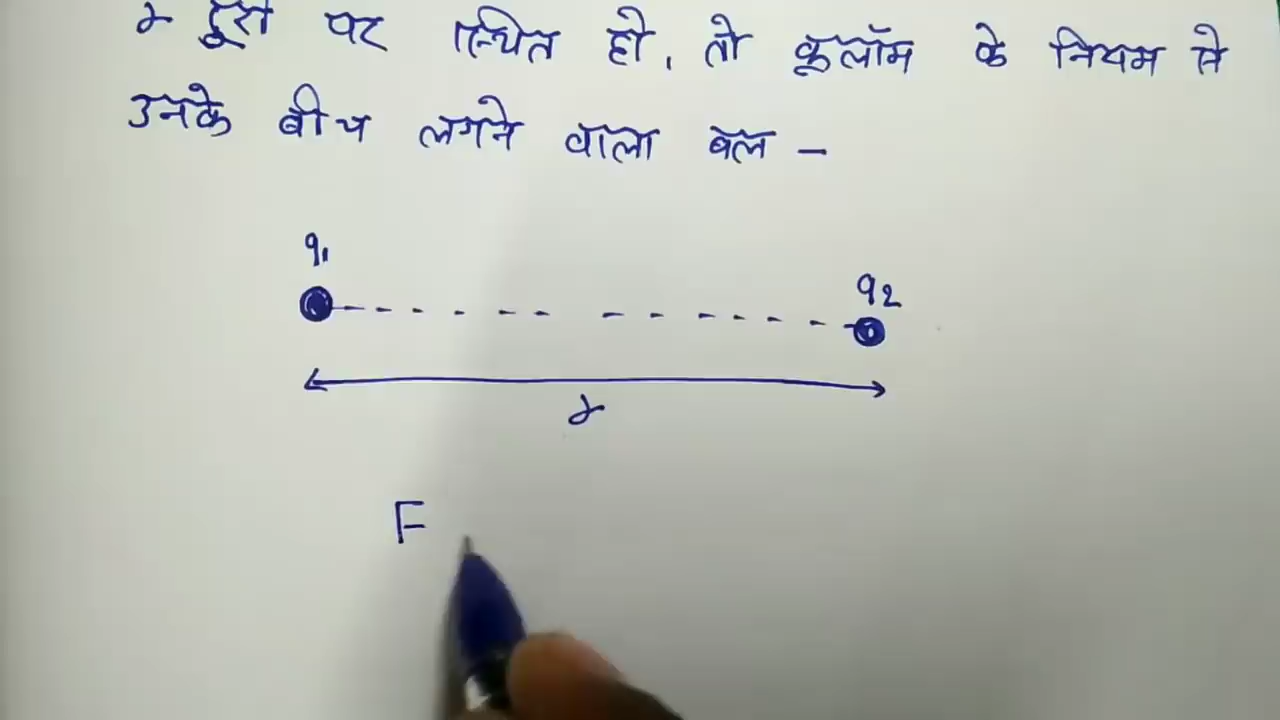 r दूरी पर स्थित हो, तो कूलॉम के नियम से
उनके बीच लगने वाला बल -
q₁
q₂
r
F